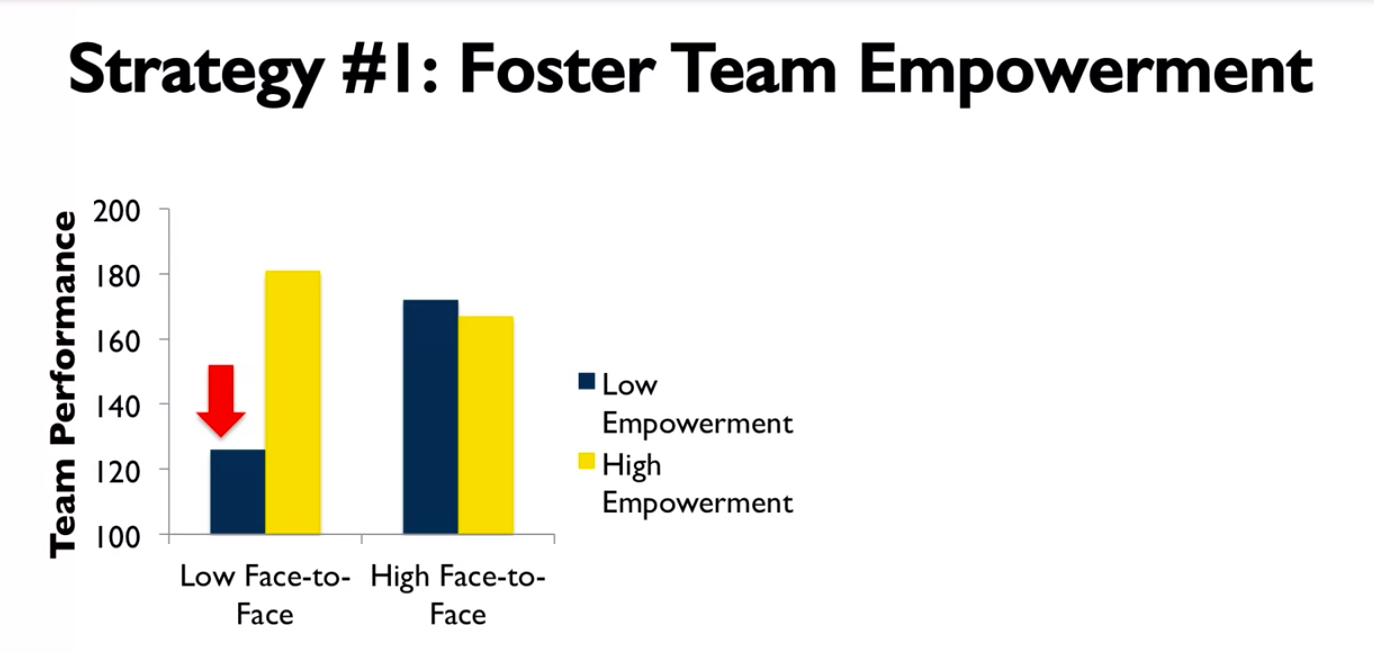 Strategy #1: Foster Team Empowerment
Team Performance
200
180
160
140
120
100
Low Face-to-
Face
High Face-to-
Face
Low
Empowerment
High
Empowerment